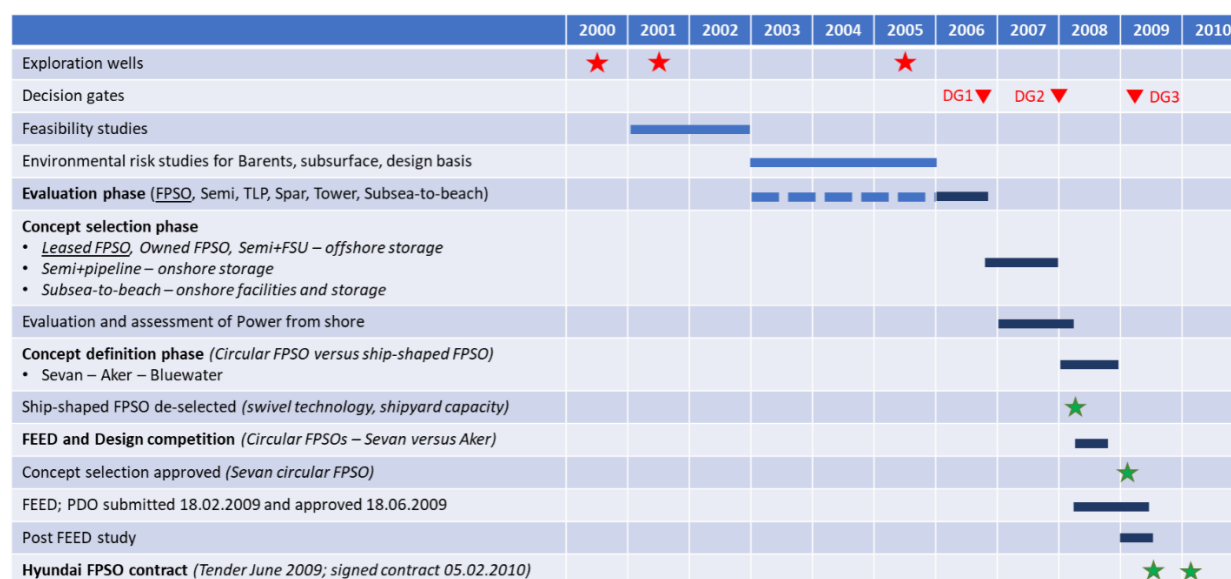 2000 2001 2002 2003 2004 2005 2006 2007 2008 2009 2010
Exploration wells
Decision gates DG1 DG2 DG3
Feasibility studies
Environmental risk studies for Barents, subsurface, design basis
Evaluation phase (FPSO, Semi, TLP, Spar, Tower, Subsea-to-beach)
Concept selection phase
• Leased FPSO, Owned FPSO, Semi+FSU – offshore storage
• Semi+pipeline – onshore storage
• Subsea-to-beach – onshore facilities and storage
Evaluation and assessment of Power from shore
Concept definition phase (Circular FPSO versus ship-shaped FPSO)
• Sevan – Aker – Bluewater
Ship-shaped FPSO de-selected (swivel technology, shipyard capacity)
FEED and Design competition (Circular FPSOs – Sevan versus Aker)
Concept selection approved (Sevan circular FPSO)
FEED; PDO submitted 18.02.2009 and approved 18.06.2009
Post FEED study
Hyundai FPSO contract (Tender June 2009; signed contract 05.02.2010)